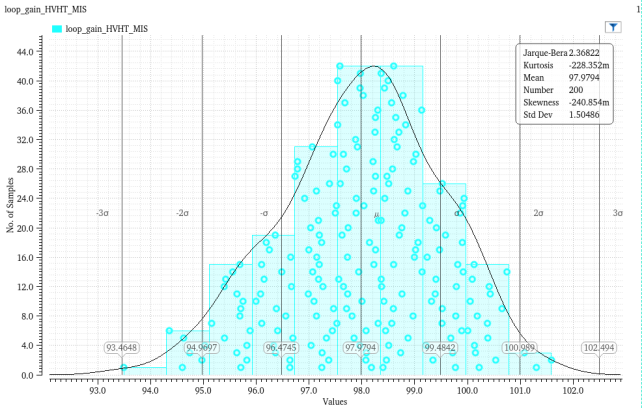 loop_gain_HVHT_MIS
1
loop_gain_HVHT_MIS
Jarque-Bera 2.36822
Kurtosis -228.352m
Mean 97.9794
Number 200
Skewness -240.854m
Std Dev 1.50486
44.0
40.0
36.0
32.0
28.0
24.0
20.0
16.0
12.0
8.0
4.0
0.0
No. of Samples
-3σ -2σ -σ μ σ 2σ 3σ
93.4648 94.9697 96.4745 97.9794 99.4842 100.989 102.494
93.0 94.0 95.0 96.0 97.0 98.0 99.0 100.0 101.0 102.0
Values